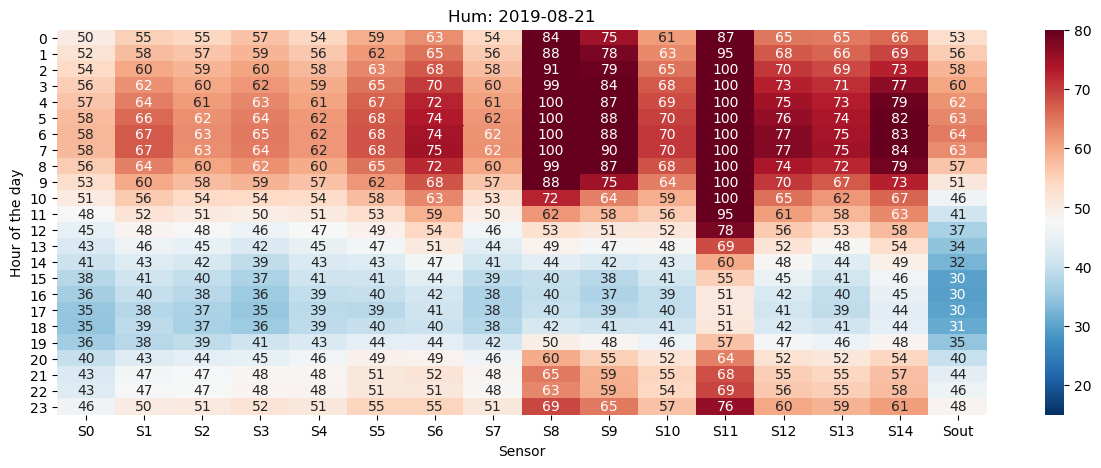 Hum: 2019-08-21
Hour of the day
0 50 55 55 57 54 59 63 54 84 75 61 87 65 65 66 53
1 52 58 57 59 56 62 65 56 88 78 63 95 68 66 69 56
2 54 60 59 60 58 63 68 58 91 79 65 100 70 69 73 58
3 56 62 60 62 59 65 70 60 99 84 68 100 73 71 77 60
4 57 64 61 63 61 67 72 61 100 87 69 100 75 73 79 62
5 58 66 62 64 62 68 74 62 100 88 70 100 76 74 82 63
6 58 67 63 65 62 68 74 62 100 88 70 100 77 75 83 64
7 58 67 63 64 62 68 75 62 100 90 70 100 77 75 84 63
8 56 64 60 62 60 65 72 60 99 87 68 100 74 72 79 57
9 53 60 58 59 57 62 68 57 88 75 64 100 70 67 73 51
10 51 56 54 54 54 58 63 53 72 64 59 100 65 62 67 46
11 48 52 51 50 51 53 59 50 62 58 56 95 61 58 63 41
12 45 48 48 46 47 49 54 46 53 51 52 78 56 53 58 37
13 43 46 45 42 45 47 51 44 49 47 48 69 52 48 54 34
14 41 43 42 39 43 43 47 41 44 42 43 60 48 44 49 32
15 38 41 40 37 41 41 44 39 40 38 41 55 45 41 46 30
16 36 40 38 36 39 40 42 38 40 37 39 51 42 40 45 30
17 35 38 37 35 39 39 41 38 40 39 40 51 41 39 44 30
18 35 39 37 36 39 40 40 38 42 41 41 51 42 41 44 31
19 36 38 39 41 43 44 44 42 50 48 46 57 47 46 48 35
20 40 43 44 45 46 49 49 46 60 55 52 64 52 52 54 40
21 43 47 47 48 48 51 52 48 65 59 55 68 55 55 57 44
22 43 47 47 48 48 51 51 48 63 59 54 69 56 55 58 46
23 46 50 51 52 51 55 55 51 69 65 57 76 60 59 61 48
S0 S1 S2 S3 S4 S5 S6 S7 S8 S9 S10 S11 S12 S13 S14 Sout
Sensor
80
70
60
50
40
30
20